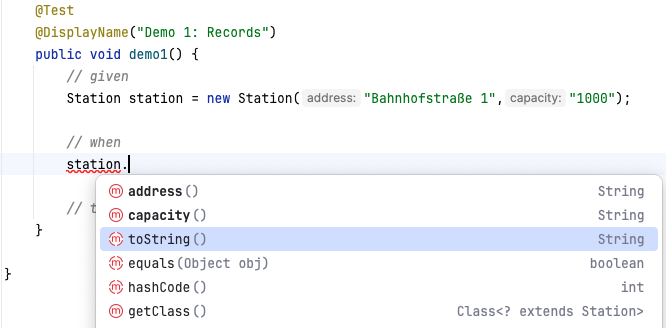 @Test
@DisplayName("Demo 1: Records")
public void demo1() {
// given
Station station = new Station( address: "Bahnhofstraße 1", capacity: "1000");
// when
station.
m address() String
m capacity() String
// t m toString() String
} m equals(Object obj) boolean
} m hashCode() int
m getClass() Class<? extends Station>